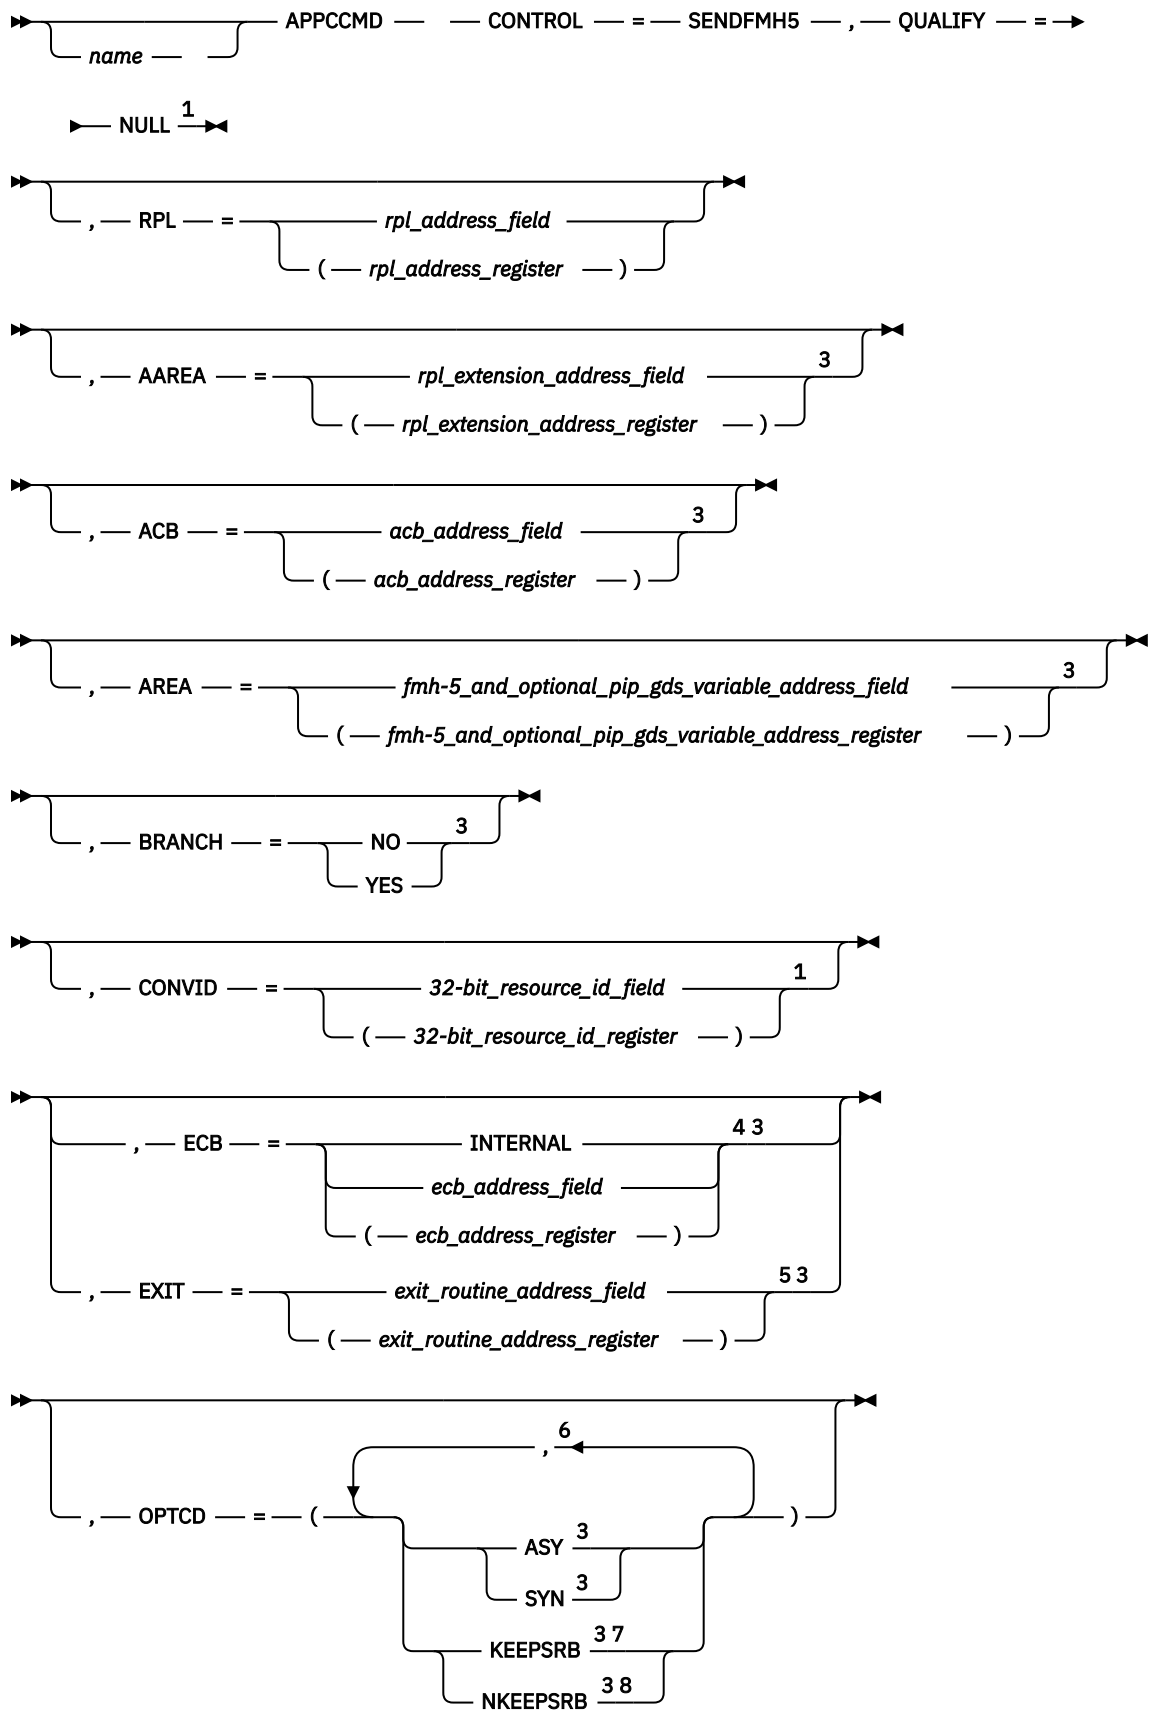 APPCCMD CONTROL = SENDFMH5 , QUALIFY =
name
NULL 1
, RPL = rpl_address_field
( rpl_address_register )
, AAREA = rpl_extension_address_field 3
( rpl_extension_address_register )
, ACB = acb_address_field 3
( acb_address_register )
, AREA = fmh-5_and_optional_pip_gds_variable_address_field 3
( fmh-5_and_optional_pip_gds_variable_address_register )
, BRANCH = NO 3
YES
, CONVID = 32-bit_resource_id_field 1
( 32-bit_resource_id_register )
, ECB = INTERNAL 4 3
ecb_address_field
( ecb_address_register )
, EXIT = exit_routine_address_field 5 3
( exit_routine_address_register )
, 6
, OPTCD = ( )
ASY 3
SYN 3
KEEPSRB 3 7
NKEEPSRB 3 8